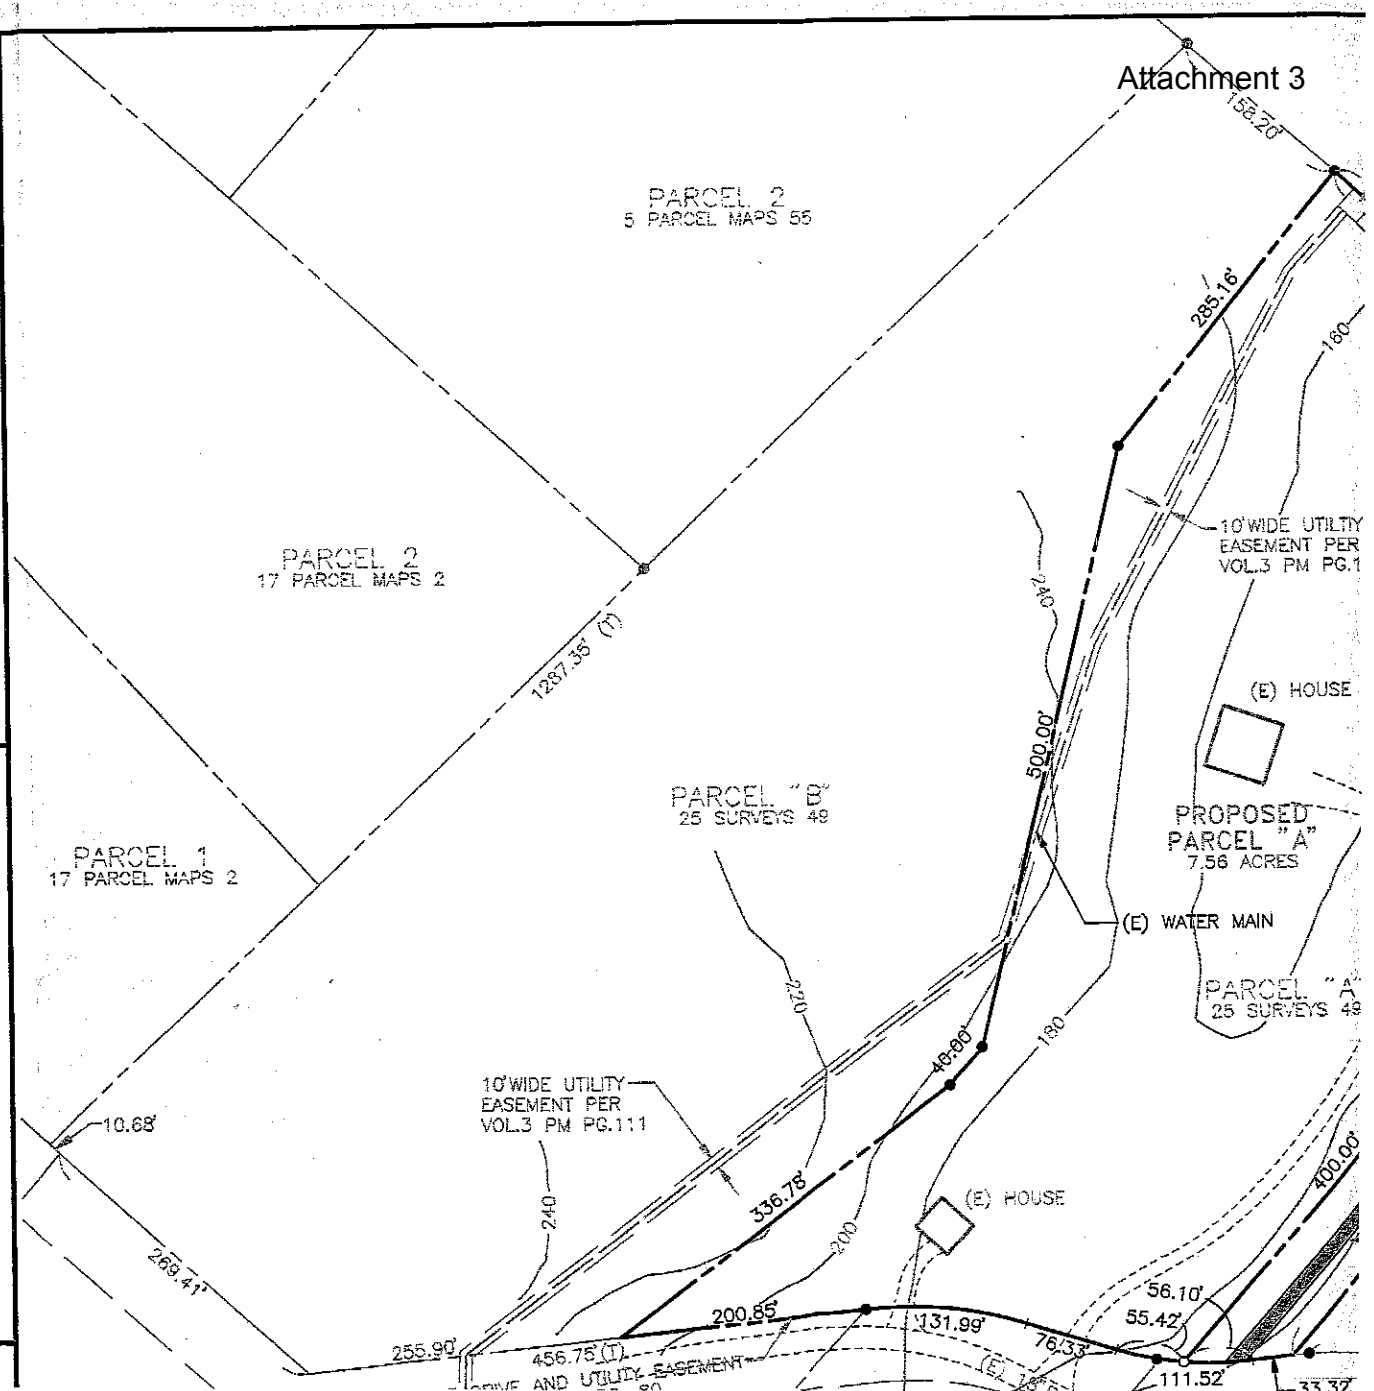 Attachment 3
158.20'
PARCEL 2
5 PARCEL MAPS 55
285.16'
160
10'WIDE UTILTIY
EASEMENT PER
VOL.3 PM PG.1
PARCEL 2
17 PARCEL MAPS 2
240
1287.35' (T)
(E) HOUSE
500.00'
PARCEL "B"
25 SURVEYS 49
PROPOSED
PARCEL "A"
7.56 ACRES
PARCEL 1
17 PARCEL MAPS 2
(E) WATER MAIN
220
PARCEL "A"
25 SURVEYS 49
180
40.00'
10'WIDE UTILITY
EASEMENT PER
VOL.3 PM PG.111
10.68'
400.00'
336.78'
(E) HOUSE
240
200
269.41'
56.10'
200.85'
131.99'
55.42'
76.33'
255.90'
456.75'(T)
DRIVE AND UTILITY EASEMENT
(E)
111.52'
33.32'
80